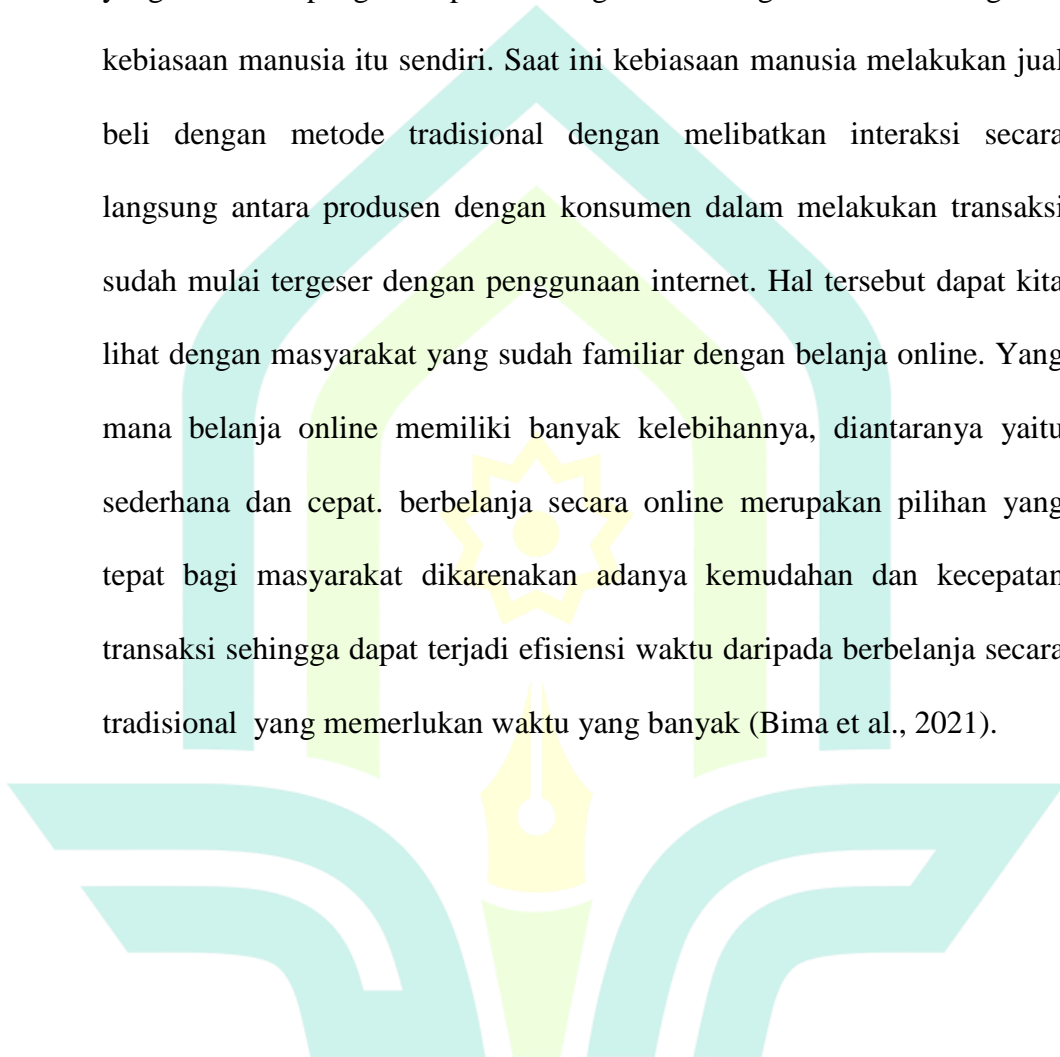 kebiasaan manusia itu sendiri. Saat ini kebiasaan manusia melakukan jual
beli dengan metode tradisional dengan melibatkan interaksi secara
langsung antara produsen dengan konsumen dalam melakukan transaksi
sudah mulai tergeser dengan penggunaan internet. Hal tersebut dapat kita
lihat dengan masyarakat yang sudah familiar dengan belanja online. Yang
mana belanja online memiliki banyak kelebihannya, diantaranya yaitu
sederhana dan cepat. berbelanja secara online merupakan pilihan yang
tepat bagi masyarakat dikarenakan adanya kemudahan dan kecepatan
transaksi sehingga dapat terjadi efisiensi waktu daripada berbelanja secara
tradisional yang memerlukan waktu yang banyak (Bima et al., 2021).